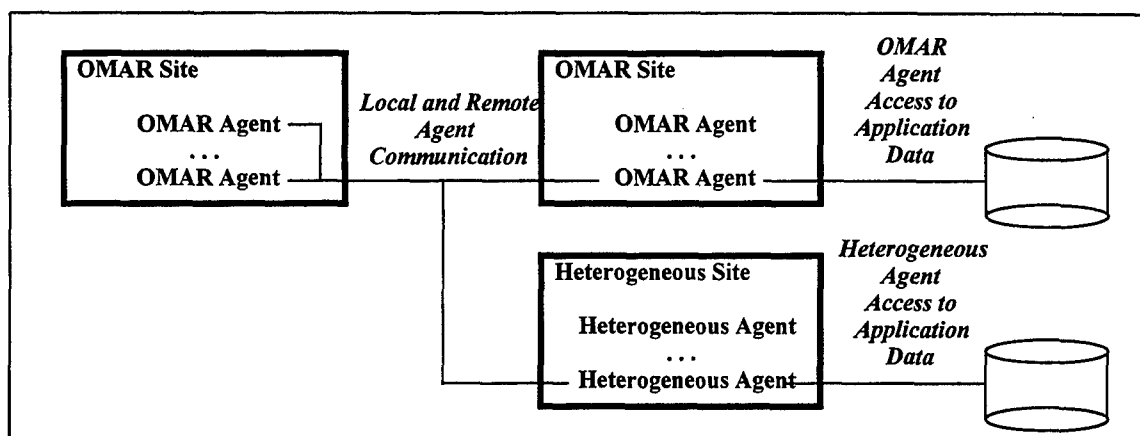 OMAR Site
OMAR Agent
...
OMAR Agent
Local and Remote
Agent
Communication
OMAR Site
OMAR Agent
...
OMAR Agent
OMAR
Agent
Access to
Application
Data
Heterogeneous Site
Heterogeneous Agent
...
Heterogeneous Agent
Heterogeneous
Agent
Access to
Application
Data